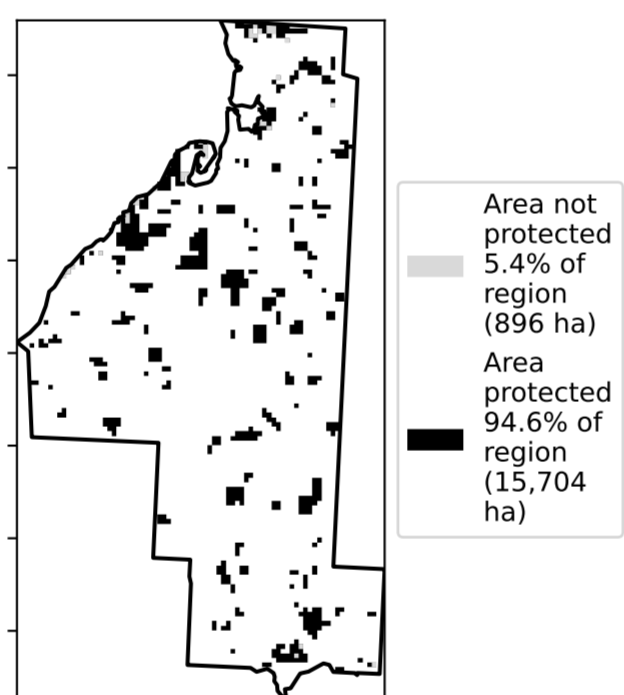 Area not
protected
5.4% of
region
(896 ha)
Area
protected
94.6% of
region
(15,704
ha)